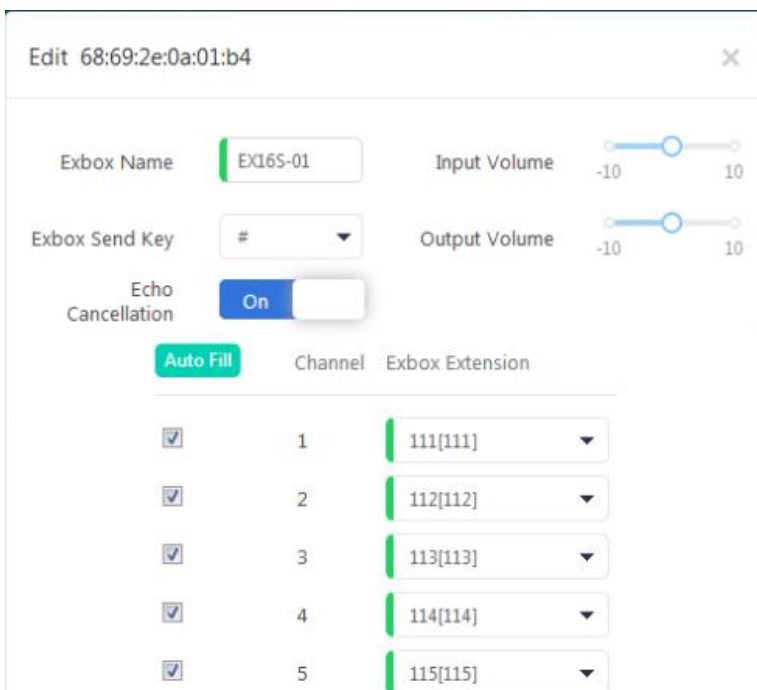 Edit 68:69:2e:0a:01:b4
Exbox Name EX16S-01 Input Volume
-10 10
Exbox Send Key # Output Volume
-10 10
Echo
Cancellation On
Auto Fill Channel Exbox Extension
1 111[111]
2 112[112]
3 113[113]
4 114[114]
5 115[115]